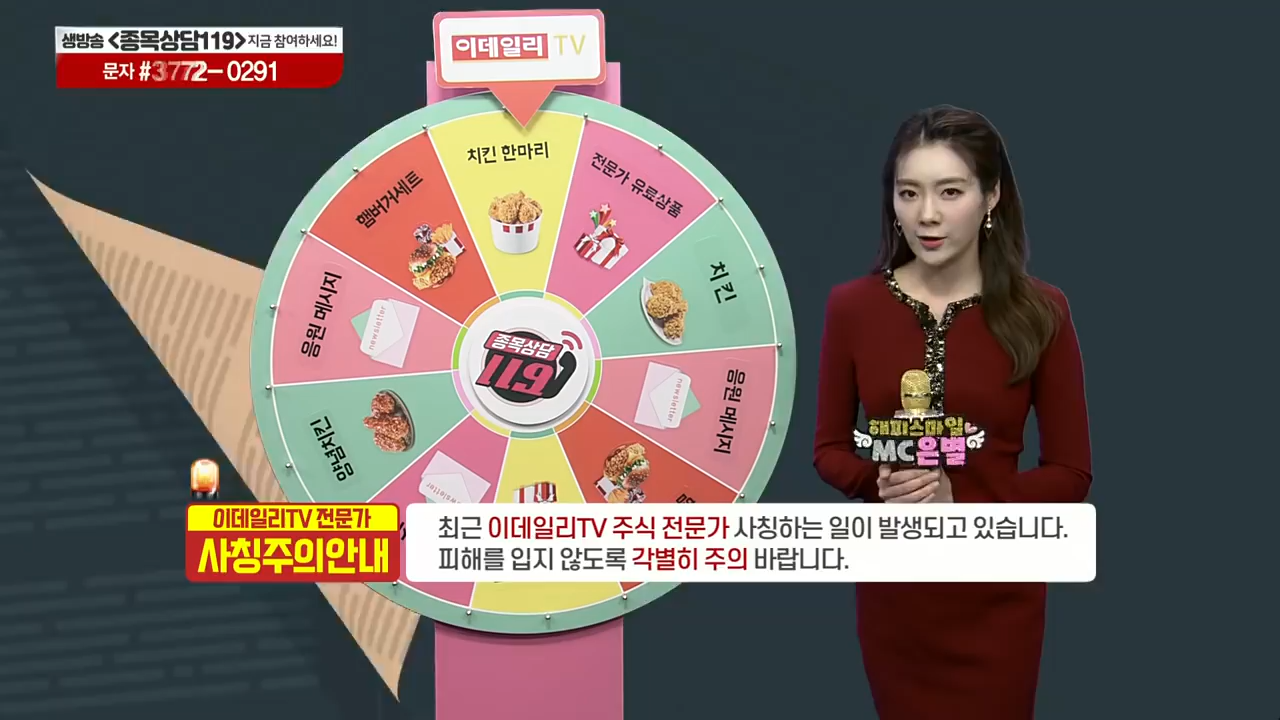 생방송 <종목상담119> 지금 참여하세요!
문자 #3772-0291
이데일리 TV
치킨 한마리
전문가 유료상품
햄버거세트
치킨
응원 메시지
newsletter
응원 메시지
newsletter
종목상담
119
양념치킨
newsletter
해피스마일
MC은별
이데일리TV 전문가
사칭주의안내
최근 이데일리TV 주식 전문가 사칭하는 일이 발생되고 있습니다.
피해를 입지 않도록 각별히 주의 바랍니다.